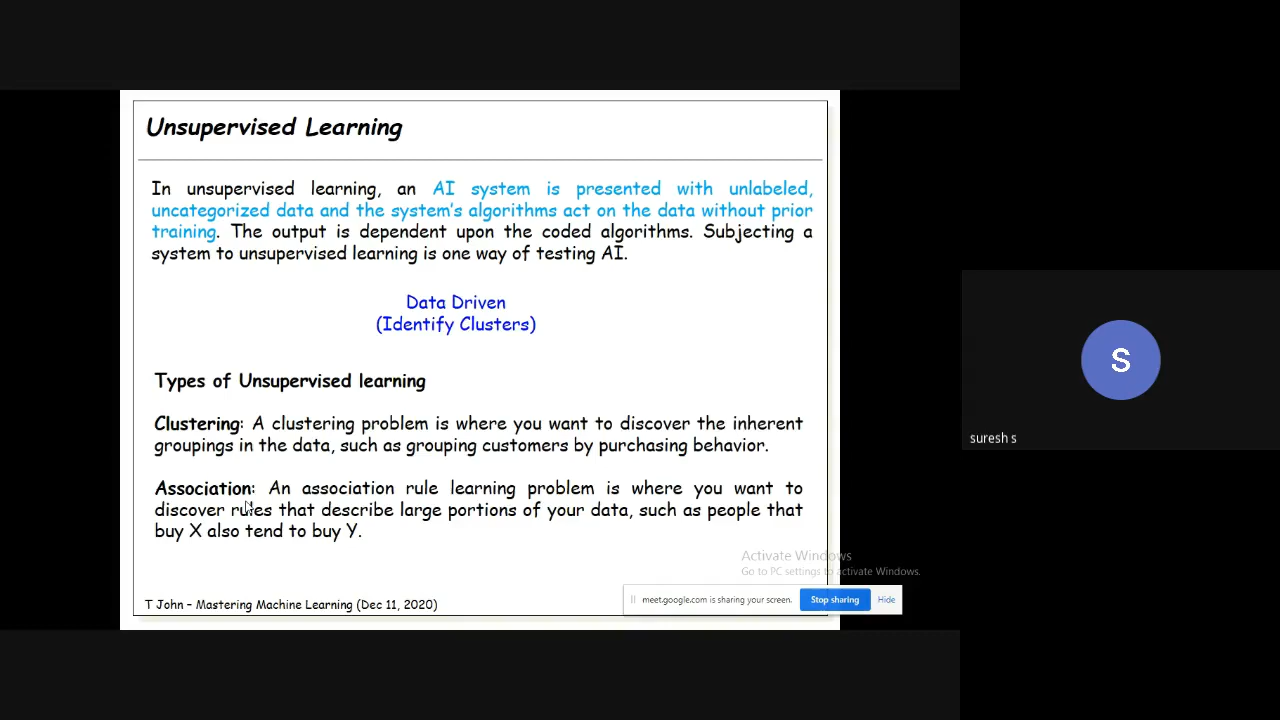 Unsupervised Learning
In unsupervised learning, an AI system is presented with unlabeled,
uncategorized data and the system's algorithms act on the data without prior
training. The output is dependent upon the coded algorithms. Subjecting a
system to unsupervised learning is one way of testing AI.
Data Driven
(Identify Clusters)
Types of Unsupervised learning
Clustering: A clustering problem is where you want to discover the inherent
groupings in the data, such as grouping customers by purchasing behavior.
Association: An association rule learning problem is where you want to
discover rules that describe large portions of your data, such as people that
buy X also tend to buy Y.
Activate Windows
Go to PC settings to activate Windows.
T John – Mastering Machine Learning (Dec 11, 2020)
meet.google.com is sharing your screen.
Stop sharing
Hide
S
suresh s